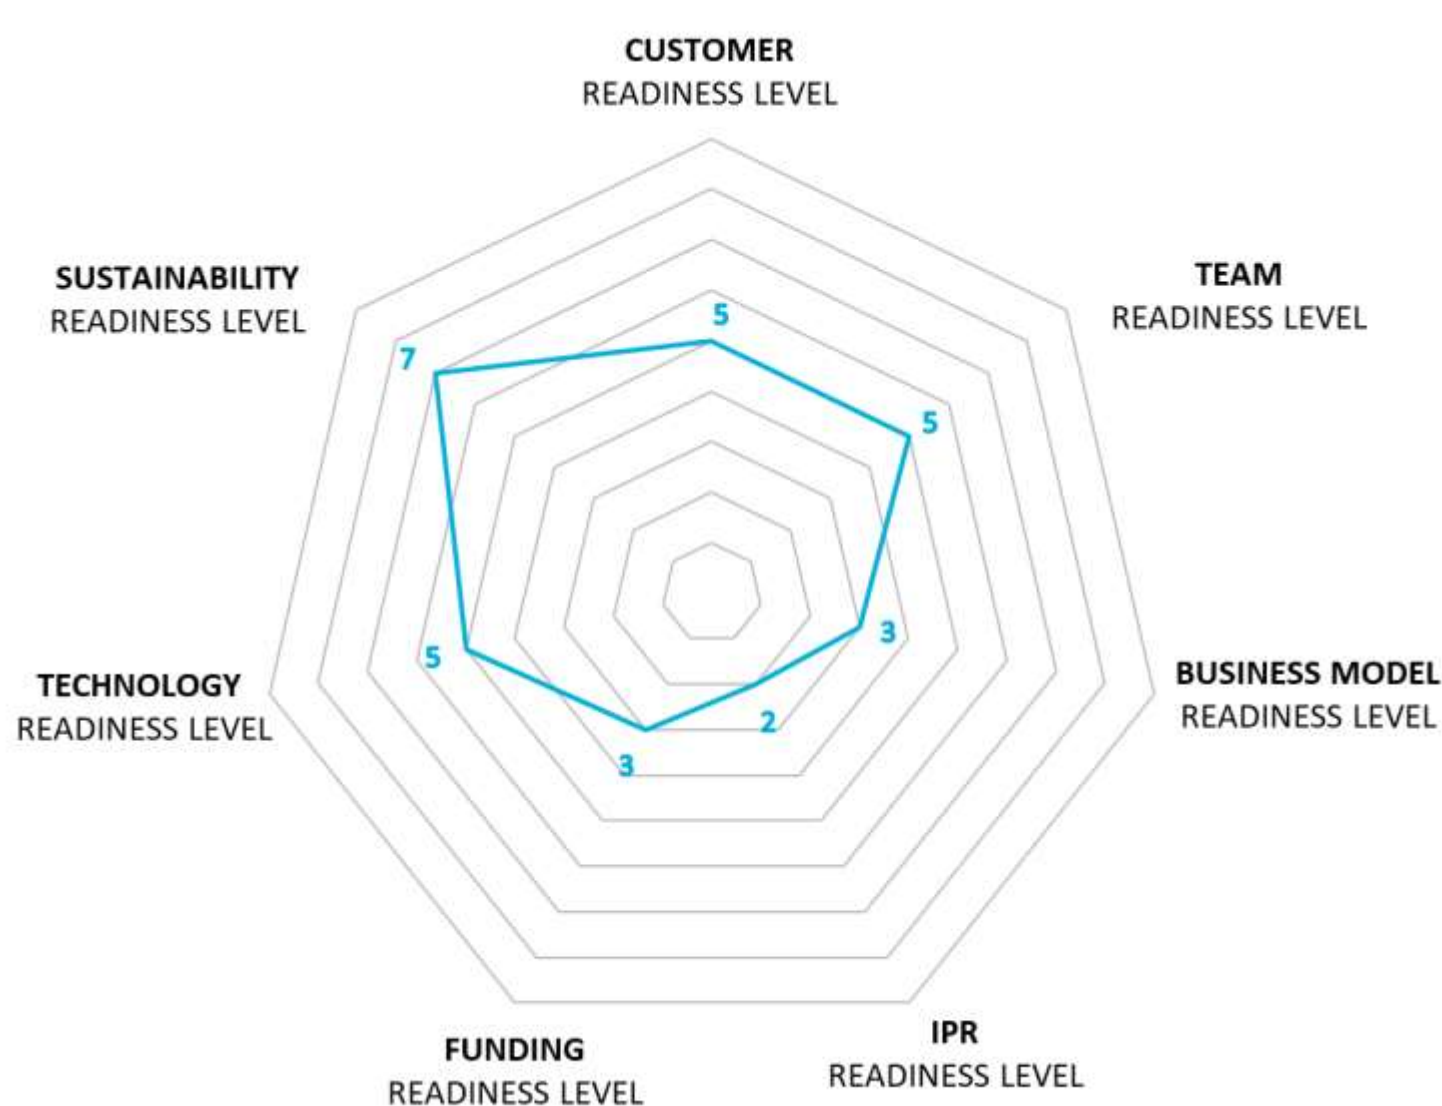 CUSTOMER
READINESS LEVEL
SUSTAINABILITY
READINESS LEVEL
TEAM
READINESS LEVEL
5
7
5
5
3
TECHNOLOGY
READINESS LEVEL
BUSINESS MODEL
READINESS LEVEL
2
3
FUNDING
READINESS LEVEL
IPR
READINESS LEVEL